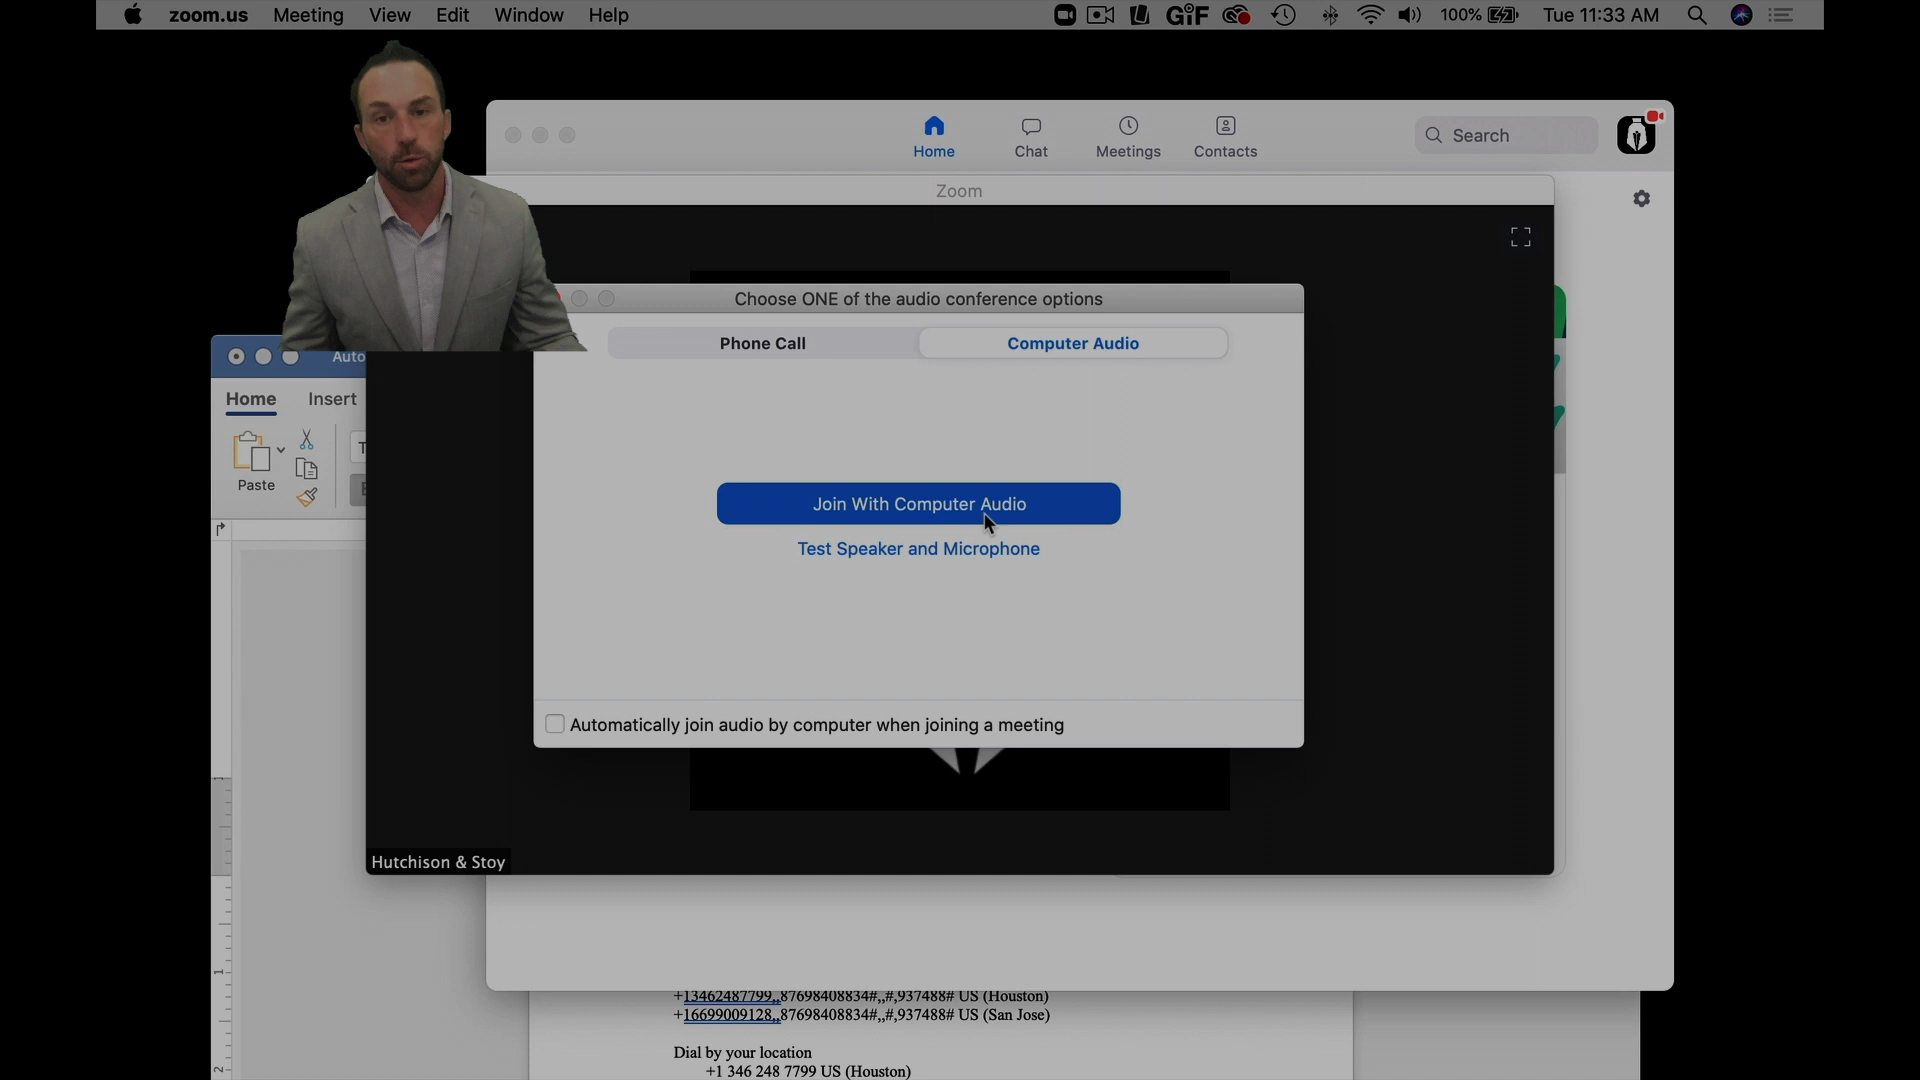 zoom.us Meeting View Edit Window Help GIF 100% Tue 11:33 AM
Home Chat Meetings Contacts Search
Zoom
Choose ONE of the audio conference options
Phone Call Computer Audio
Auto
Home Insert
Paste
Join With Computer Audio
Test Speaker and Microphone
Automatically join audio by computer when joining a meeting
Hutchison & Stoy
1
2
+13462487799,,87698408834#,,#,937488# US (Houston)
+16699009128,,87698408834#,,#,937488# US (San Jose)
Dial by your location
+1 346 248 7799 US (Houston)